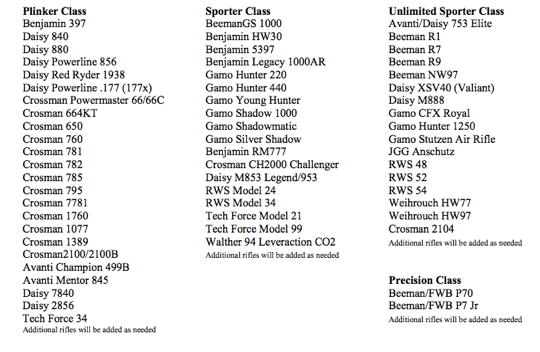 Plinker Class
Benjamin 397
Daisy 840
Daisy 880
Daisy Powerline 856
Daisy Red Ryder 1938
Daisy Powerline .177 (177x)
Crossman Powermaster 66/66C
Crosman 664KT
Crosman 650
Crosman 760
Crosman 781
Crosman 782
Crosman 785
Crosman 795
Crosman 7781
Crosman 1760
Crosman 1077
Crosman 1389
Crosman2100/2100B
Avanti Champion 499B
Avanti Mentor 845
Daisy 7840
Daisy 2856
Tech Force 34
Additional rifles will be added as needed
Sporter Class
BeemanGS 1000
Benjamin HW30
Benjamin 5397
Benjamin Legacy 1000AR
Gamo Hunter 220
Gamo Hunter 440
Gamo Young Hunter
Gamo Shadow 1000
Gamo Shadowmatic
Gamo Silver Shadow
Benjamin RM777
Crosman CH2000 Challenger
Daisy M853 Legend/953
RWS Model 24
RWS Model 34
Tech Force Model 21
Tech Force Model 99
Walther 94 Leveraction CO2
Additional rifles will be added as needed
Unlimited Sporter Class
Avanti/Daisy 753 Elite
Beeman R1
Beeman R7
Beeman R9
Beeman NW97
Daisy XSV40 (Valiant)
Daisy M888
Gamo CFX Royal
Gamo Hunter 1250
Gamo Stutzen Air Rifle
JGG Anschutz
RWS 48
RWS 52
RWS 54
Weihrouch HW77
Weihrouch HW97
Crosman 2104
Additional rifles will be added as needed
Precision Class
Beeman/FWB P70
Beeman/FWB P7 Jr
Additional rifles will be added as needed